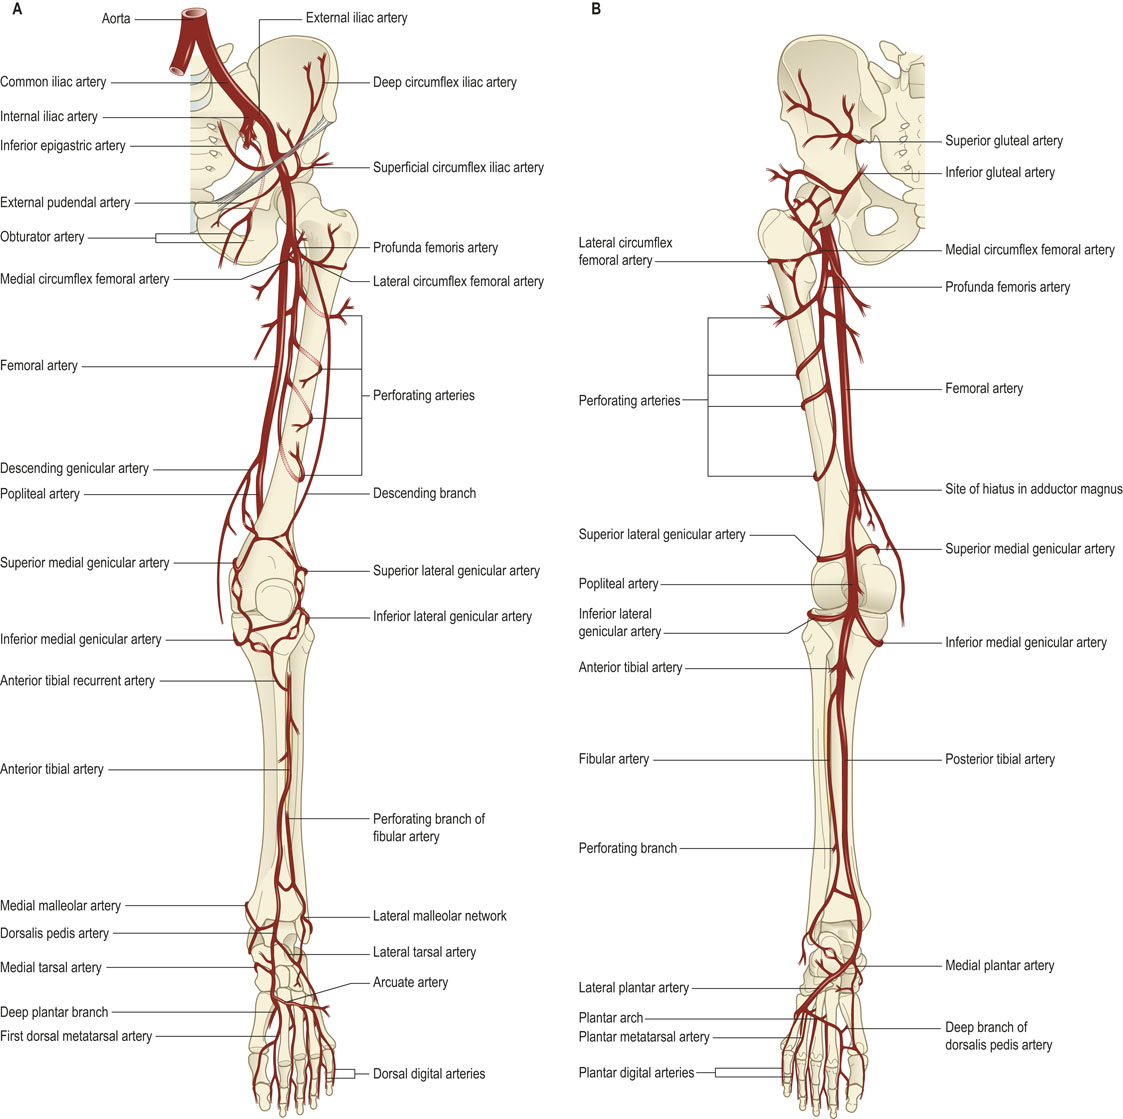 A
Aorta
External iliac artery
Common iliac artery
Deep circumflex iliac artery
Internal iliac artery
Inferior epigastric artery
Superficial circumflex iliac artery
External pudendal artery
Obturator artery
Profunda femoris artery
Medial circumflex femoral artery
Lateral circumflex femoral artery
Femoral artery
Perforating arteries
Descending genicular artery
Popliteal artery
Descending branch
Superior medial genicular artery
Superior lateral genicular artery
Inferior lateral genicular artery
Inferior medial genicular artery
Anterior tibial recurrent artery
Anterior tibial artery
Perforating branch of
fibular artery
Medial malleolar artery
Lateral malleolar network
Dorsalis pedis artery
Lateral tarsal artery
Medial tarsal artery
Arcuate artery
Deep plantar branch
First dorsal metatarsal artery
Dorsal digital arteries
B
Superior gluteal artery
Inferior gluteal artery
Lateral circumflex
femoral artery
Medial circumflex femoral artery
Profunda femoris artery
Femoral artery
Perforating arteries
Site of hiatus in adductor magnus
Superior lateral genicular artery
Superior medial genicular artery
Popliteal artery
Inferior lateral
genicular artery
Inferior medial genicular artery
Anterior tibial artery
Fibular artery
Posterior tibial artery
Perforating branch
Medial plantar artery
Lateral plantar artery
Plantar arch
Deep branch of
dorsalis pedis artery
Plantar metatarsal artery
Plantar digital arteries